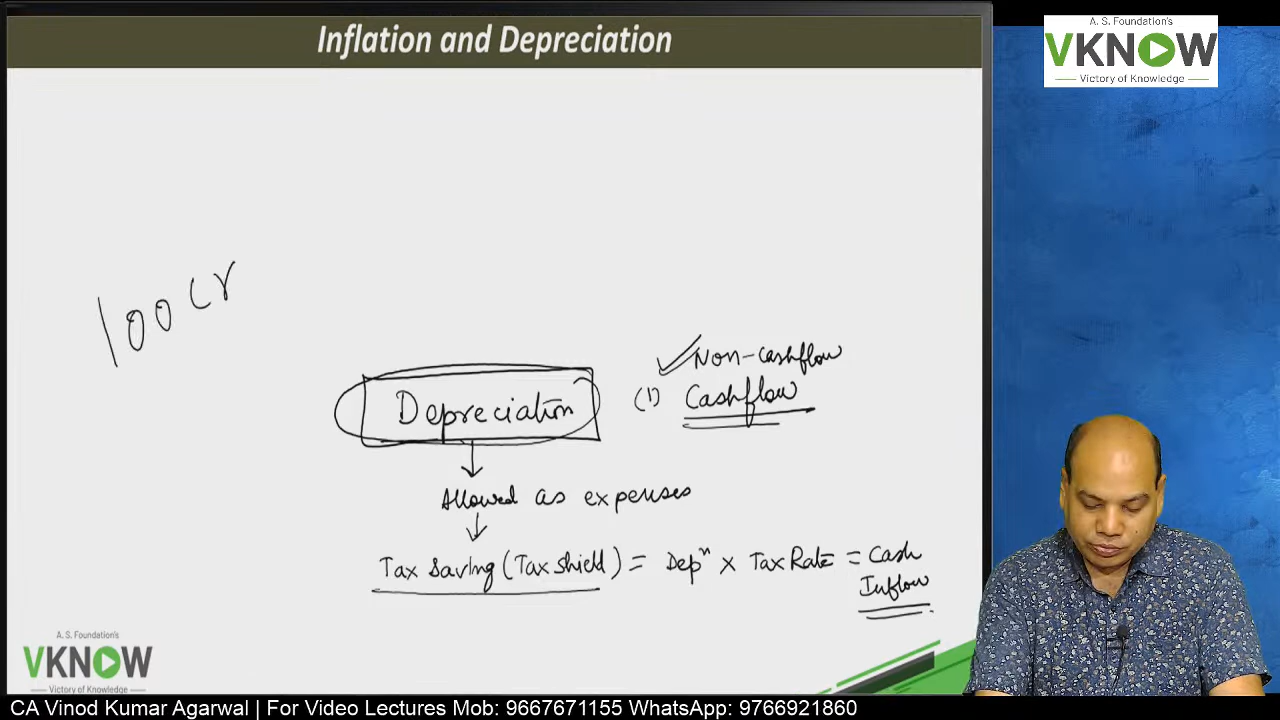 Inflation and Depreciation
A. S. Foundation's
VKNOW
Victory of Knowledge
100 Cr
Non-cashflow
Depreciation
(1) Cashflow
Allowed as expenses
Tax Saving (Tax Shield) = Depⁿ × Tax Rate = Cash
Inflow
A. S. Foundation's
VKNOW
Victory of Knowledge
CA Vinod Kumar Agarwal | For Video Lectures Mob: 9667671155 WhatsApp: 9766921860